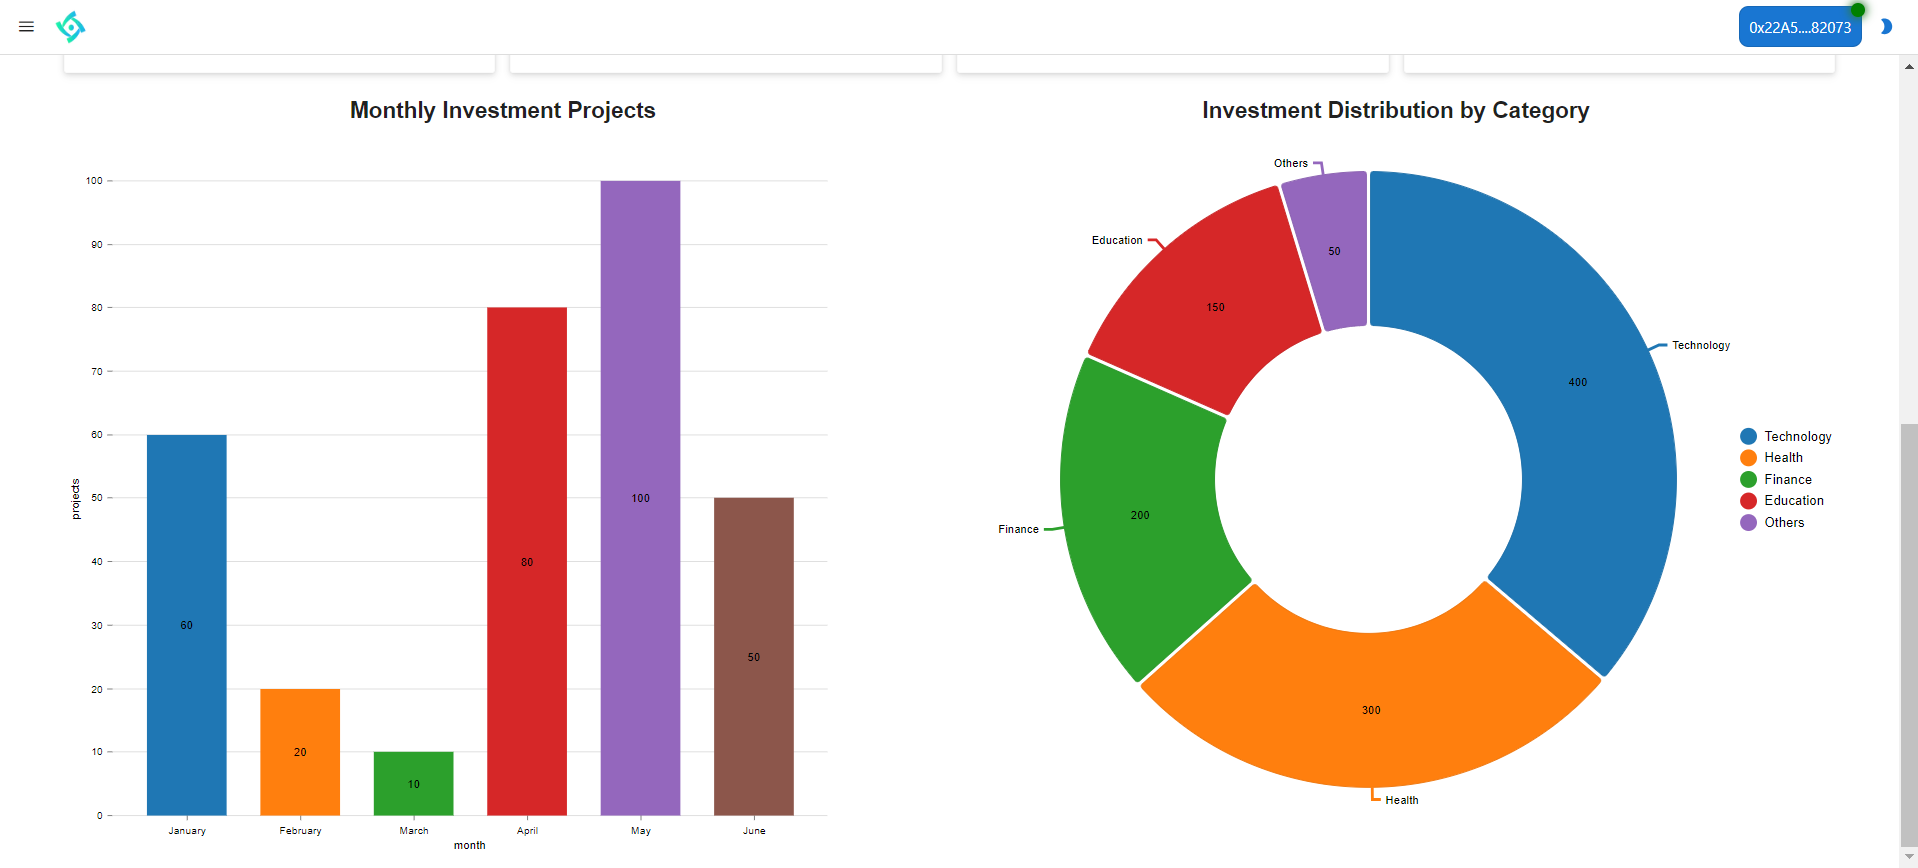 0x22A5....82073
Monthly Investment Projects
100
90
80
70
60
50
40
30
20
10
0
projects
60
20
10
80
100
50
January
February
March
April
May
June
month
Investment Distribution by Category
Others
Education
Technology
Finance
Health
50
150
400
200
300
Technology
Health
Finance
Education
Others